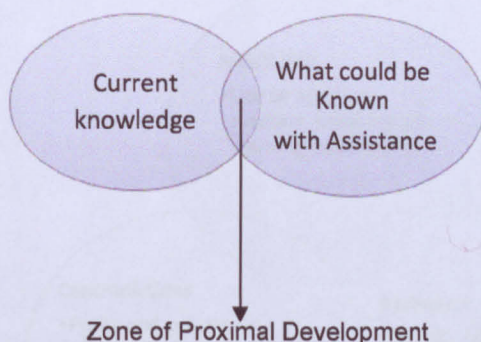 Current
knowledge
What could be
Known
with Assistance
Zone of Proximal Development